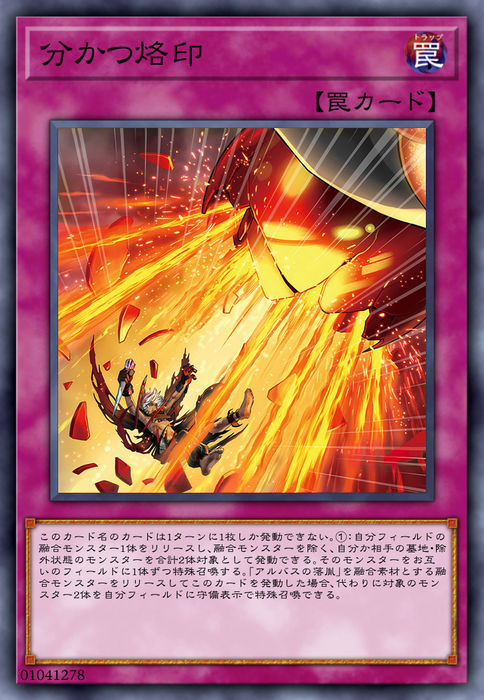 分かつ烙印
トラップ
罠
【罠カード】
このカード名のカードは1ターンに1枚しか発動できない。①:自分フィールドの
融合モンスター1体をリリースし、融合モンスターを除く、自分か相手の墓地・除
外状態のモンスターを合計2体対象として発動できる。そのモンスターをお互
いのフィールドに1体ずつ特殊召喚する。「アルバスの落胤」を融合素材とする融
合モンスターをリリースしてこのカードを発動した場合、代わりに対象のモン
スター2体を自分フィールドに守備表示で特殊召喚できる。
01041278